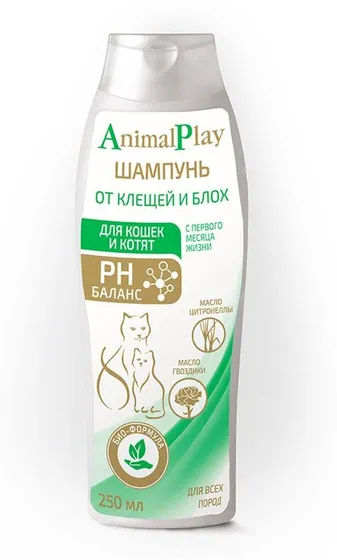 AnimalPlay
ШАМПУНЬ
ОТ КЛЕЩЕЙ И БЛОХ
ДЛЯ КОШЕК
И КОТЯТ
С ПЕРВОГО
МЕСЯЦА
ЖИЗНИ
PH
БАЛАНС
МАСЛО
ЦИТРОНЕЛЛЫ
МАСЛО
ГВОЗДИКИ
БИО-ФОРМУЛА
250 МЛ
ДЛЯ ВСЕХ
ПОРОД